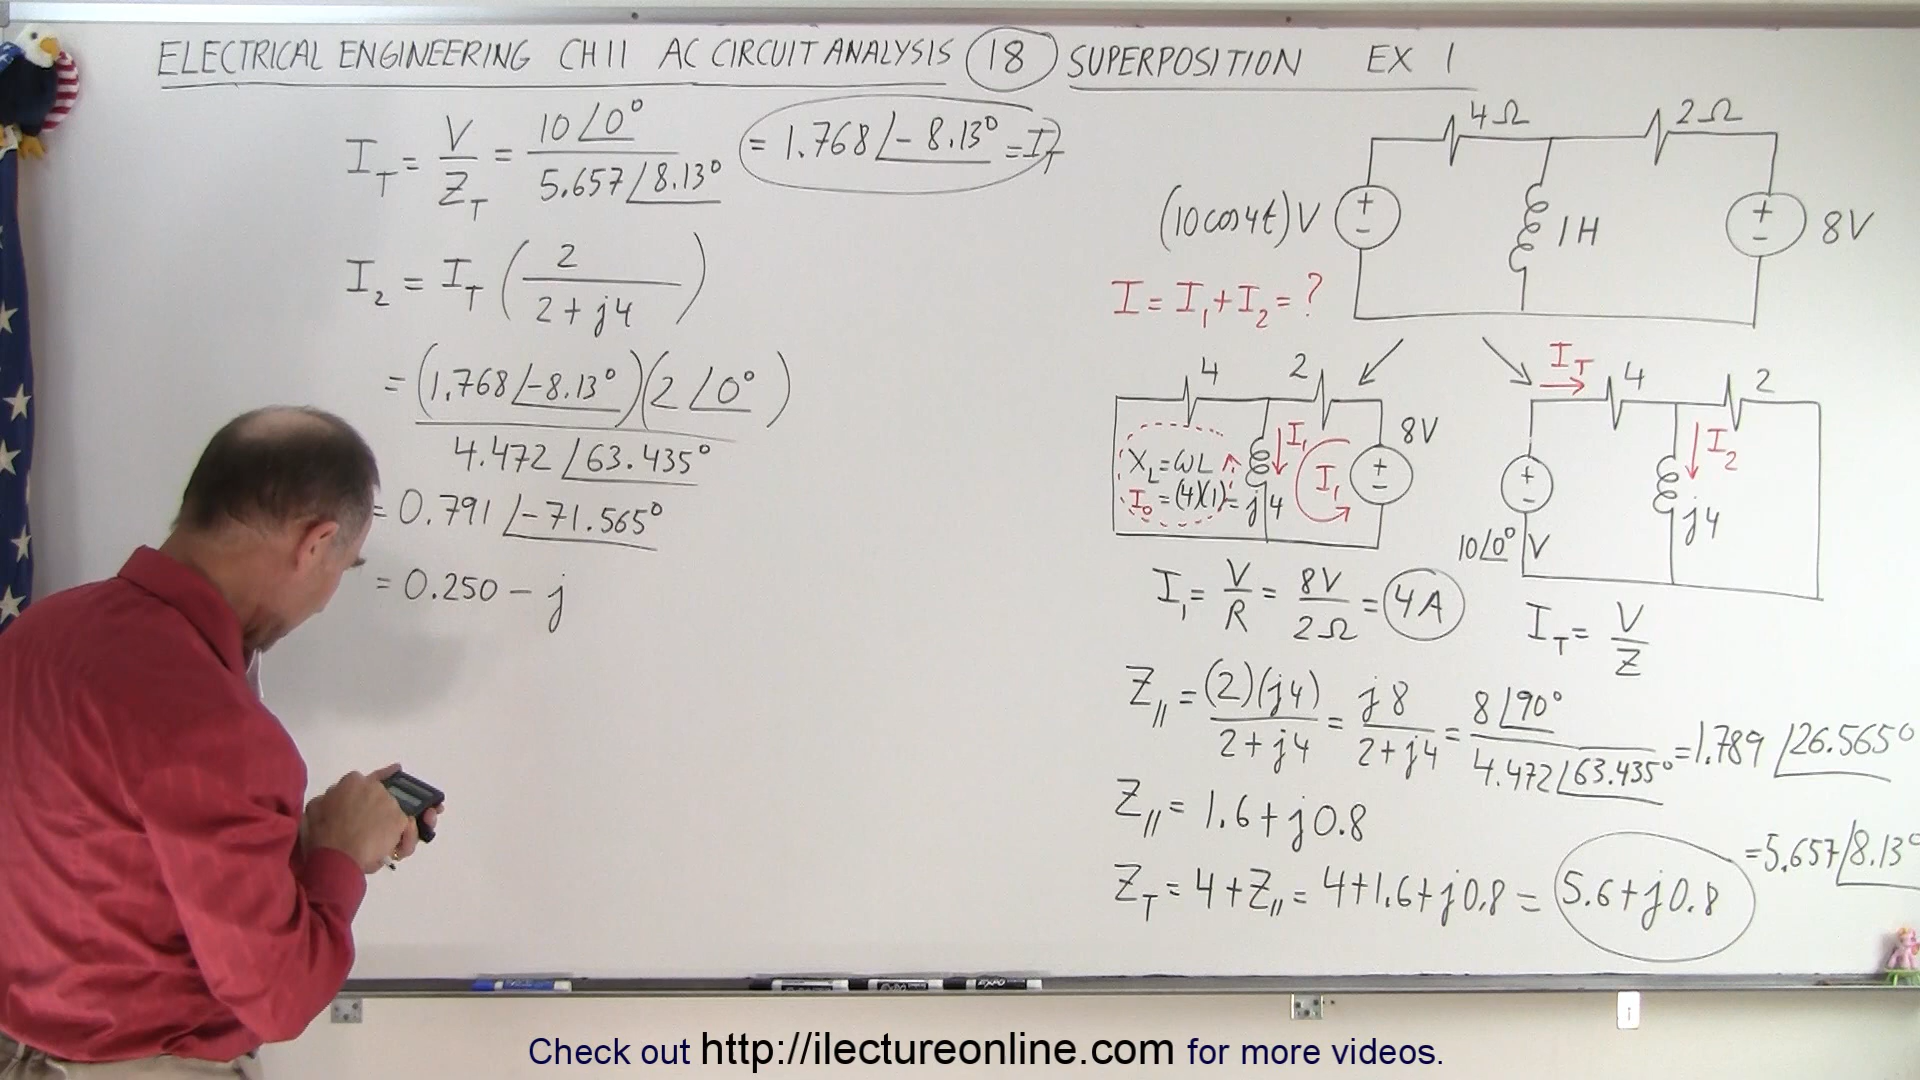 ELECTRICAL ENGINEERING CH 11 AC CIRCUIT ANALYSIS 18 SUPERPOSITION EX 1
I_T = V/Z_T = 10∠0° / 5.657∠8.13° = 1.768∠-8.13° = I_T
I_2 = I_T (2 / 2+j4)
= (1.768∠-8.13°)(2∠0°) / 4.472∠63.435°
= 0.791∠-71.565°
= 0.250 - j
4Ω 2Ω
(10cos4t)V + - 1H + - 8V
I = I_1 + I_2 = ?
4 2
8V
X_L = ωL I_1 I_1 + -
I_0 = (4)(1) = j4
I_T 4 2
I_2
+ -
j4
10∠0° V
I_1 = V/R = 8V/2Ω = 4A
I_T = V/Z
Z_// = (2)(j4) / 2+j4 = j8 / 2+j4 = 8∠90° / 4.472∠63.435° = 1.789∠26.565°
Z_// = 1.6 + j0.8
Z_T = 4 + Z_// = 4 + 1.6 + j0.8 = 5.6 + j0.8 = 5.657∠8.13°
EXPO
Check out http://ilectureonline.com for more videos.